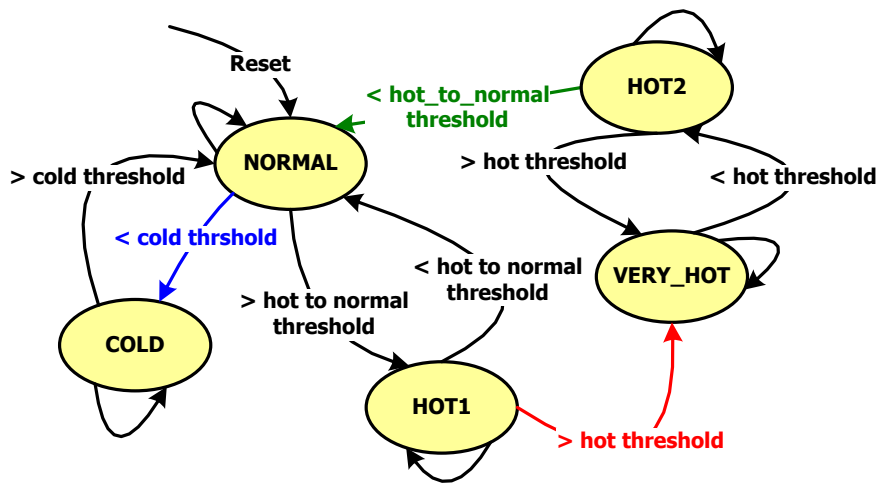 Reset
< hot_to_normal
threshold
HOT2
NORMAL
> hot threshold
< hot threshold
> cold threshold
< cold thrshold
< hot to normal
threshold
VERY_HOT
> hot to normal
threshold
COLD
HOT1
> hot threshold